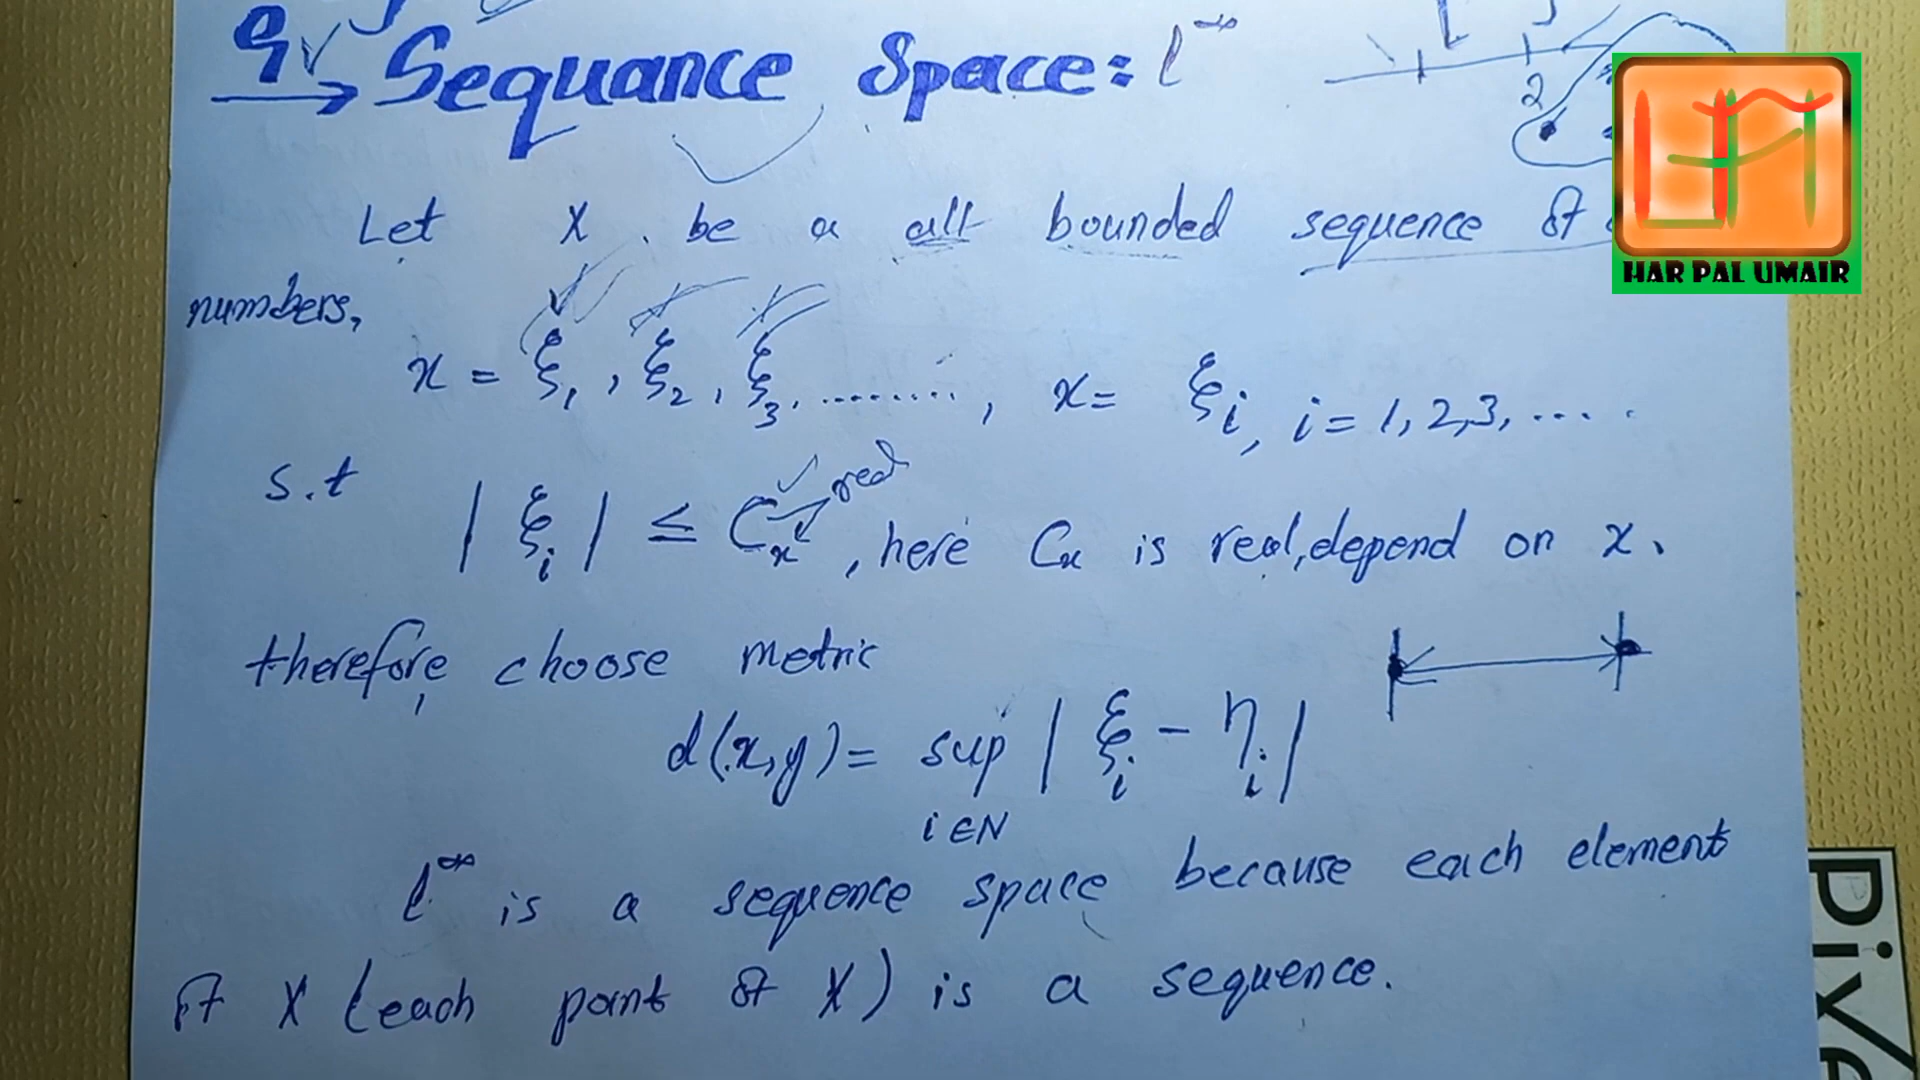 9 → Sequance Space: l^∞
2
Let X be a all bounded sequence of
numbers,
x = ξ₁, ξ₂, ξ₃, ........, x = ξᵢ, i = 1, 2, 3, ....
s.t |ξᵢ| ≤ Cₓ real, here Cₓ is real, depend on x.
therefore, choose metric
d(x,y) = sup |ξᵢ - ηᵢ|
i ∈ N
l^∞ is a sequence space because each element
of X (each point of X) is a sequence.
HAR PAL UMAIR